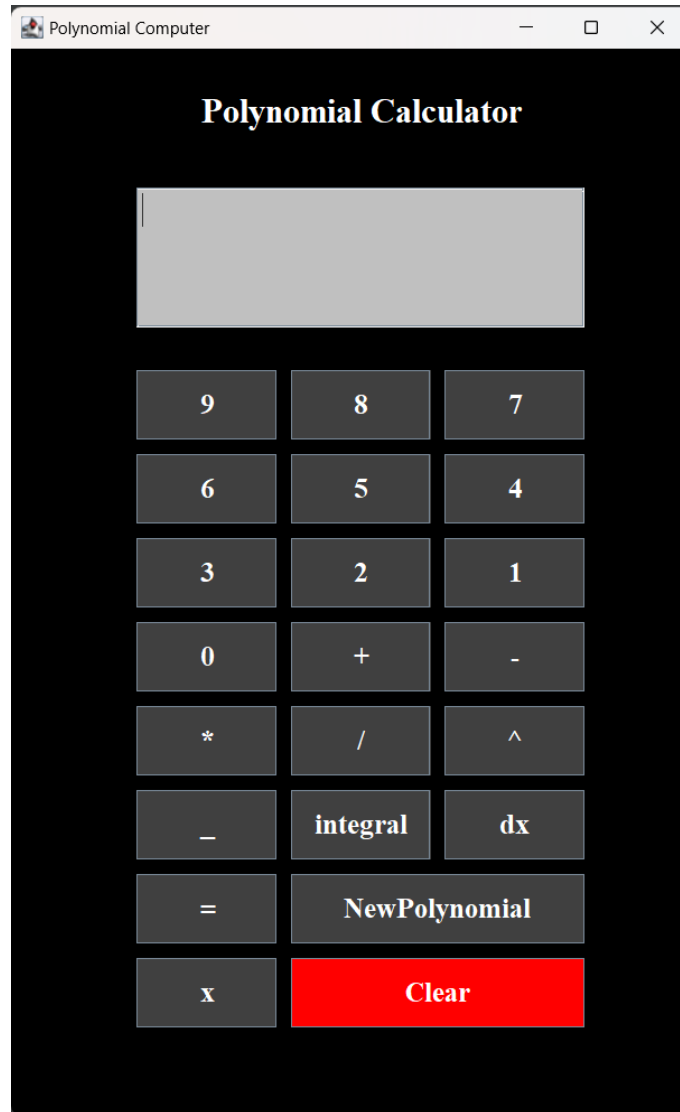 Polynomial Computer
Polynomial Calculator
9 8 7
6 5 4
3 2 1
0 + -
* / ^
_ integral dx
= NewPolynomial
x Clear